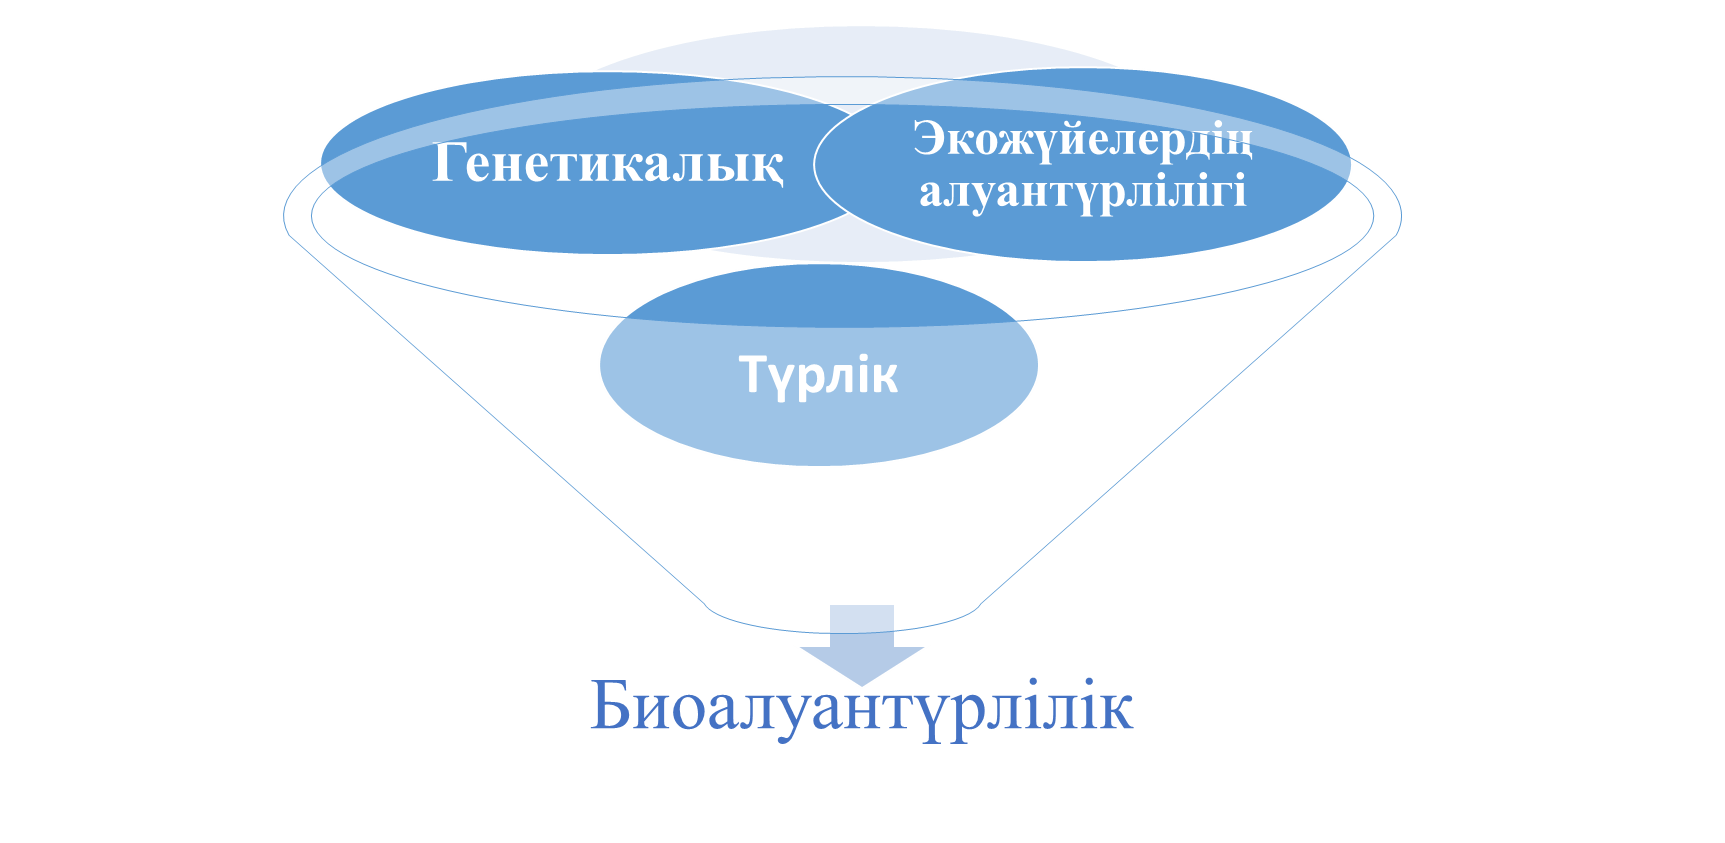 Генетикалық
Экожүйелердің
алуантүрлілігі
Түрлік
Биоалуантүрлілік